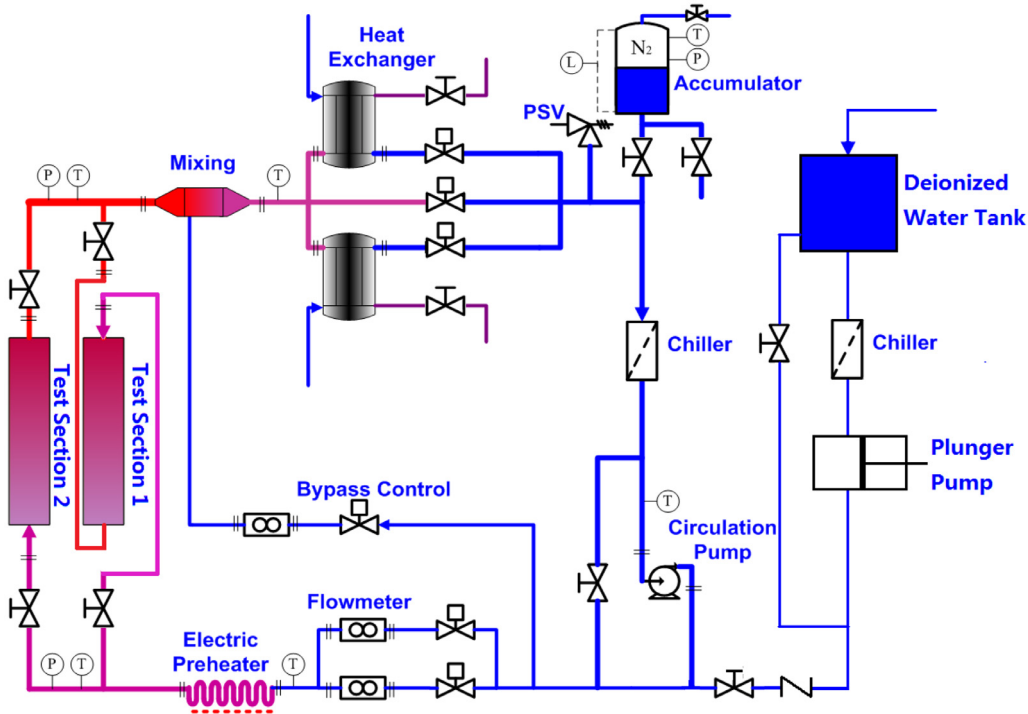 Heat
Exchanger
N₂
T
P
L
Accumulator
PSV
Mixing
P T
T
Deionized
Water Tank
Chiller
Chiller
Test Section 2
Test Section 1
Plunger
Pump
Bypass Control
T
Circulation
Pump
Flowmeter
Electric
Preheater
P T
T